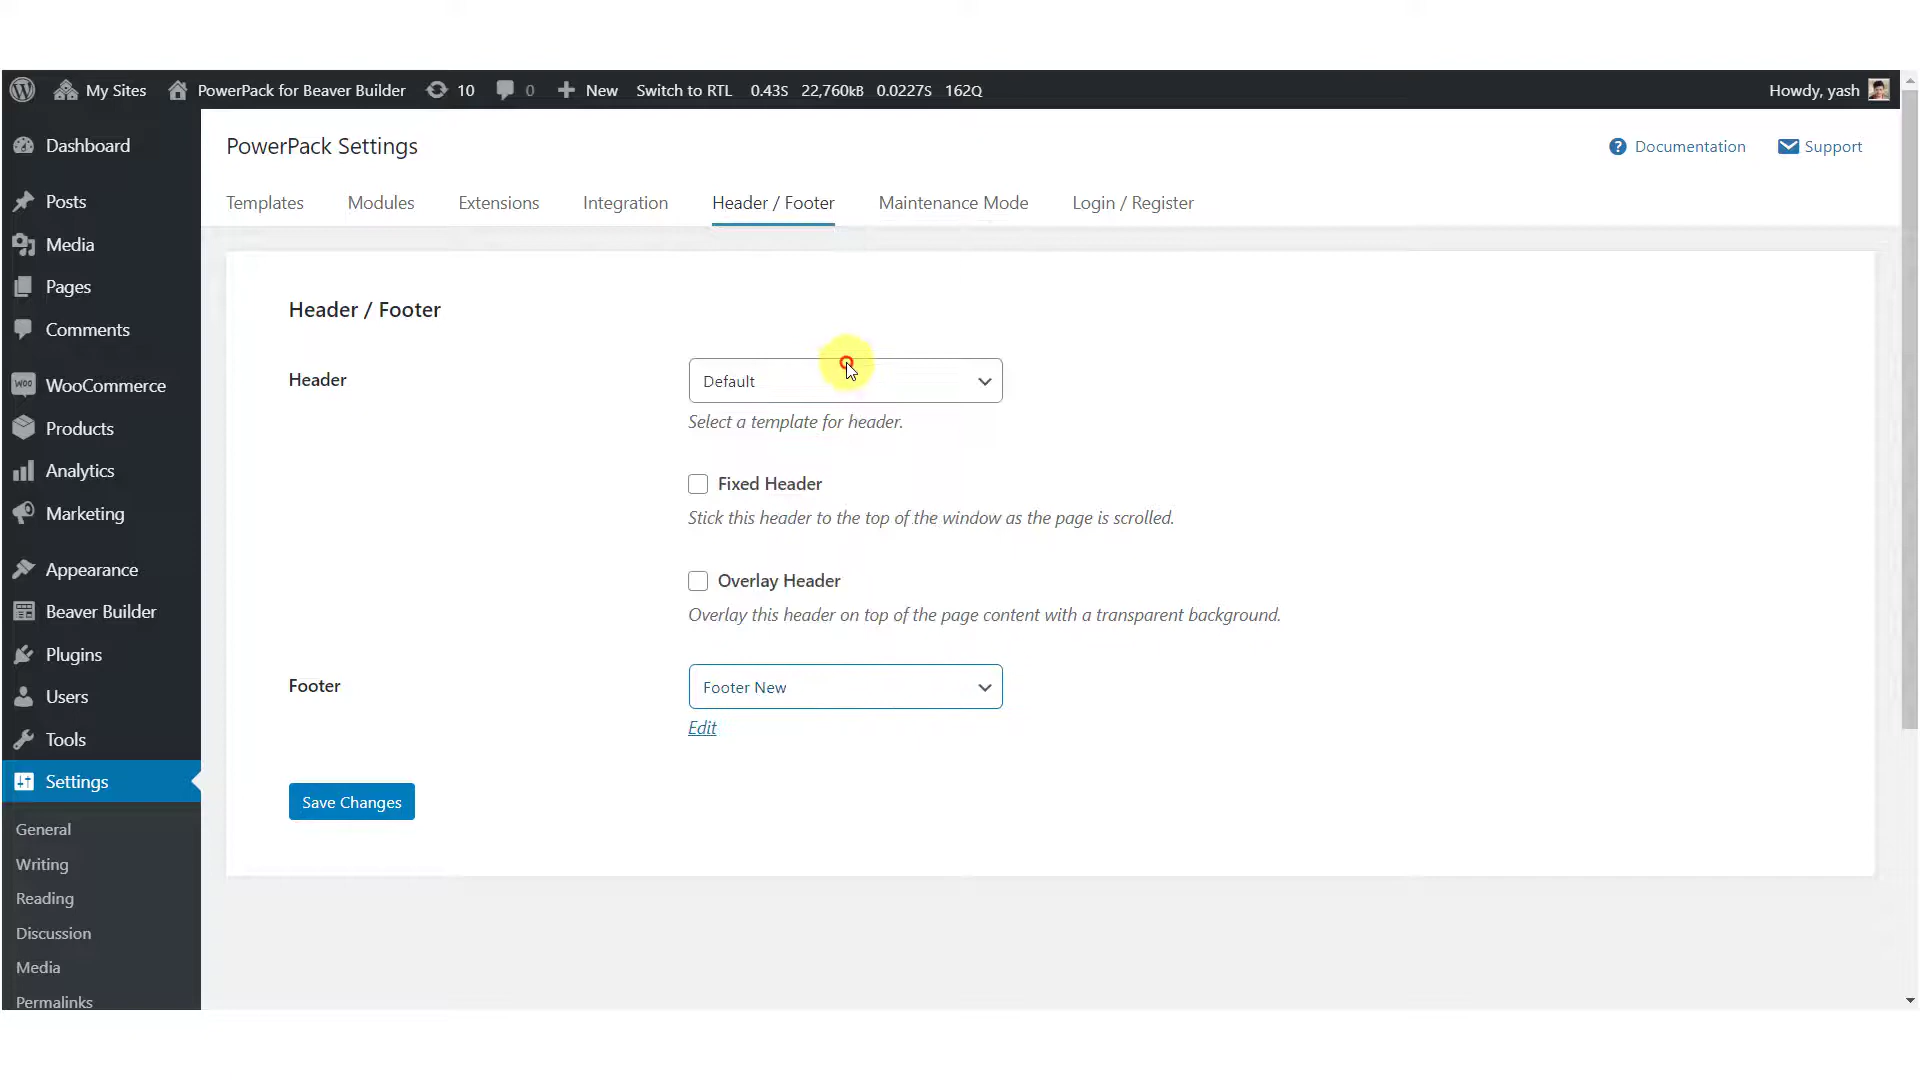 My Sites PowerPack for Beaver Builder 10 0 New Switch to RTL 0.43S 22,760KB 0.0227S 162Q Howdy, yash
Dashboard
Posts
Media
Pages
Comments
WOO WooCommerce
Products
Analytics
Marketing
Appearance
Beaver Builder
Plugins
Users
Tools
Settings
General
Writing
Reading
Discussion
Media
Permalinks
PowerPack Settings
? Documentation Support
Templates Modules Extensions Integration Header / Footer Maintenance Mode Login / Register
Header / Footer
Header
Default
Select a template for header.
Fixed Header
Stick this header to the top of the window as the page is scrolled.
Overlay Header
Overlay this header on top of the page content with a transparent background.
Footer
Footer New
Edit
Save Changes